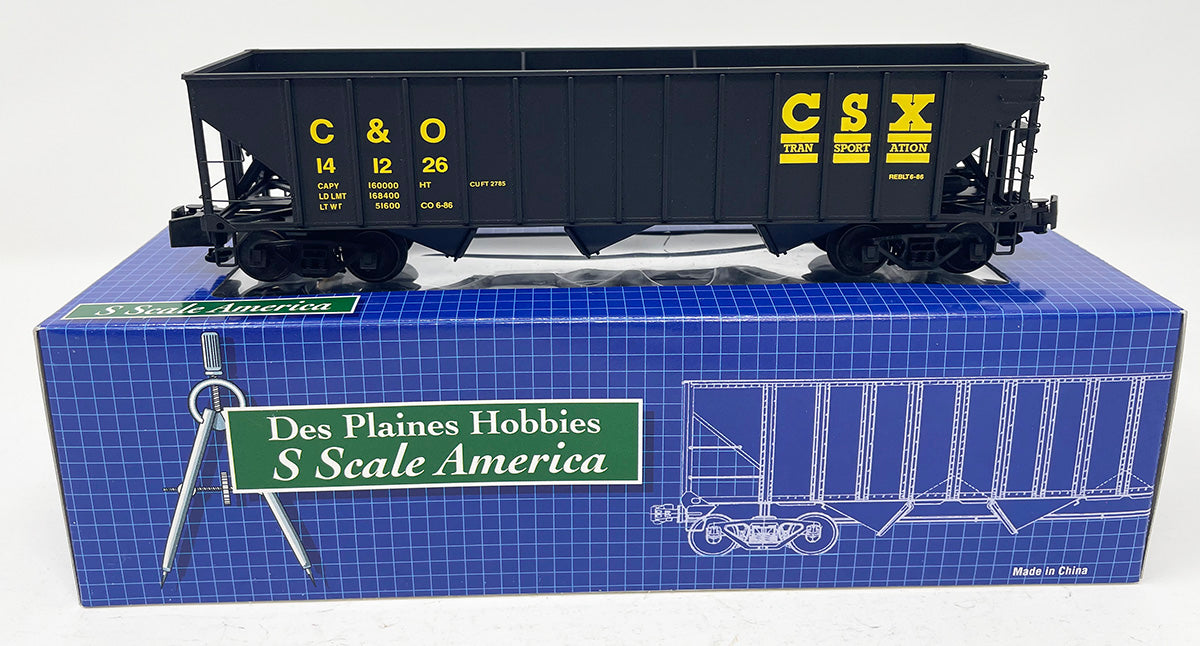 C & O
14 12 26
CAPY 160000 HT CU FT 2785
LD LMT 168400
LT WT 51600 CO 6-86
CSX
TRAN SPORT ATION
REBLT 6-86
S Scale America
Des Plaines Hobbies
S Scale America
Made in China